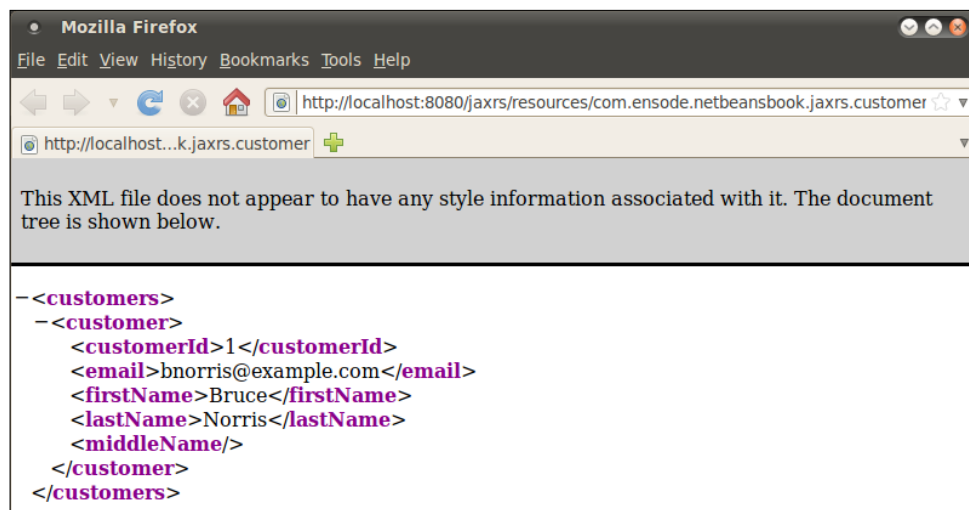 Mozilla Firefox
File Edit View History Bookmarks Tools Help
http://localhost:8080/jaxrs/resources/com.ensode.netbeansbook.jaxrs.customer
http://localhost...k.jaxrs.customer
This XML file does not appear to have any style information associated with it. The document
tree is shown below.
−<customers>
−<customer>
<customerId>1</customerId>
<email>bnorris@example.com</email>
<firstName>Bruce</firstName>
<lastName>Norris</lastName>
<middleName/>
</customer>
</customers>